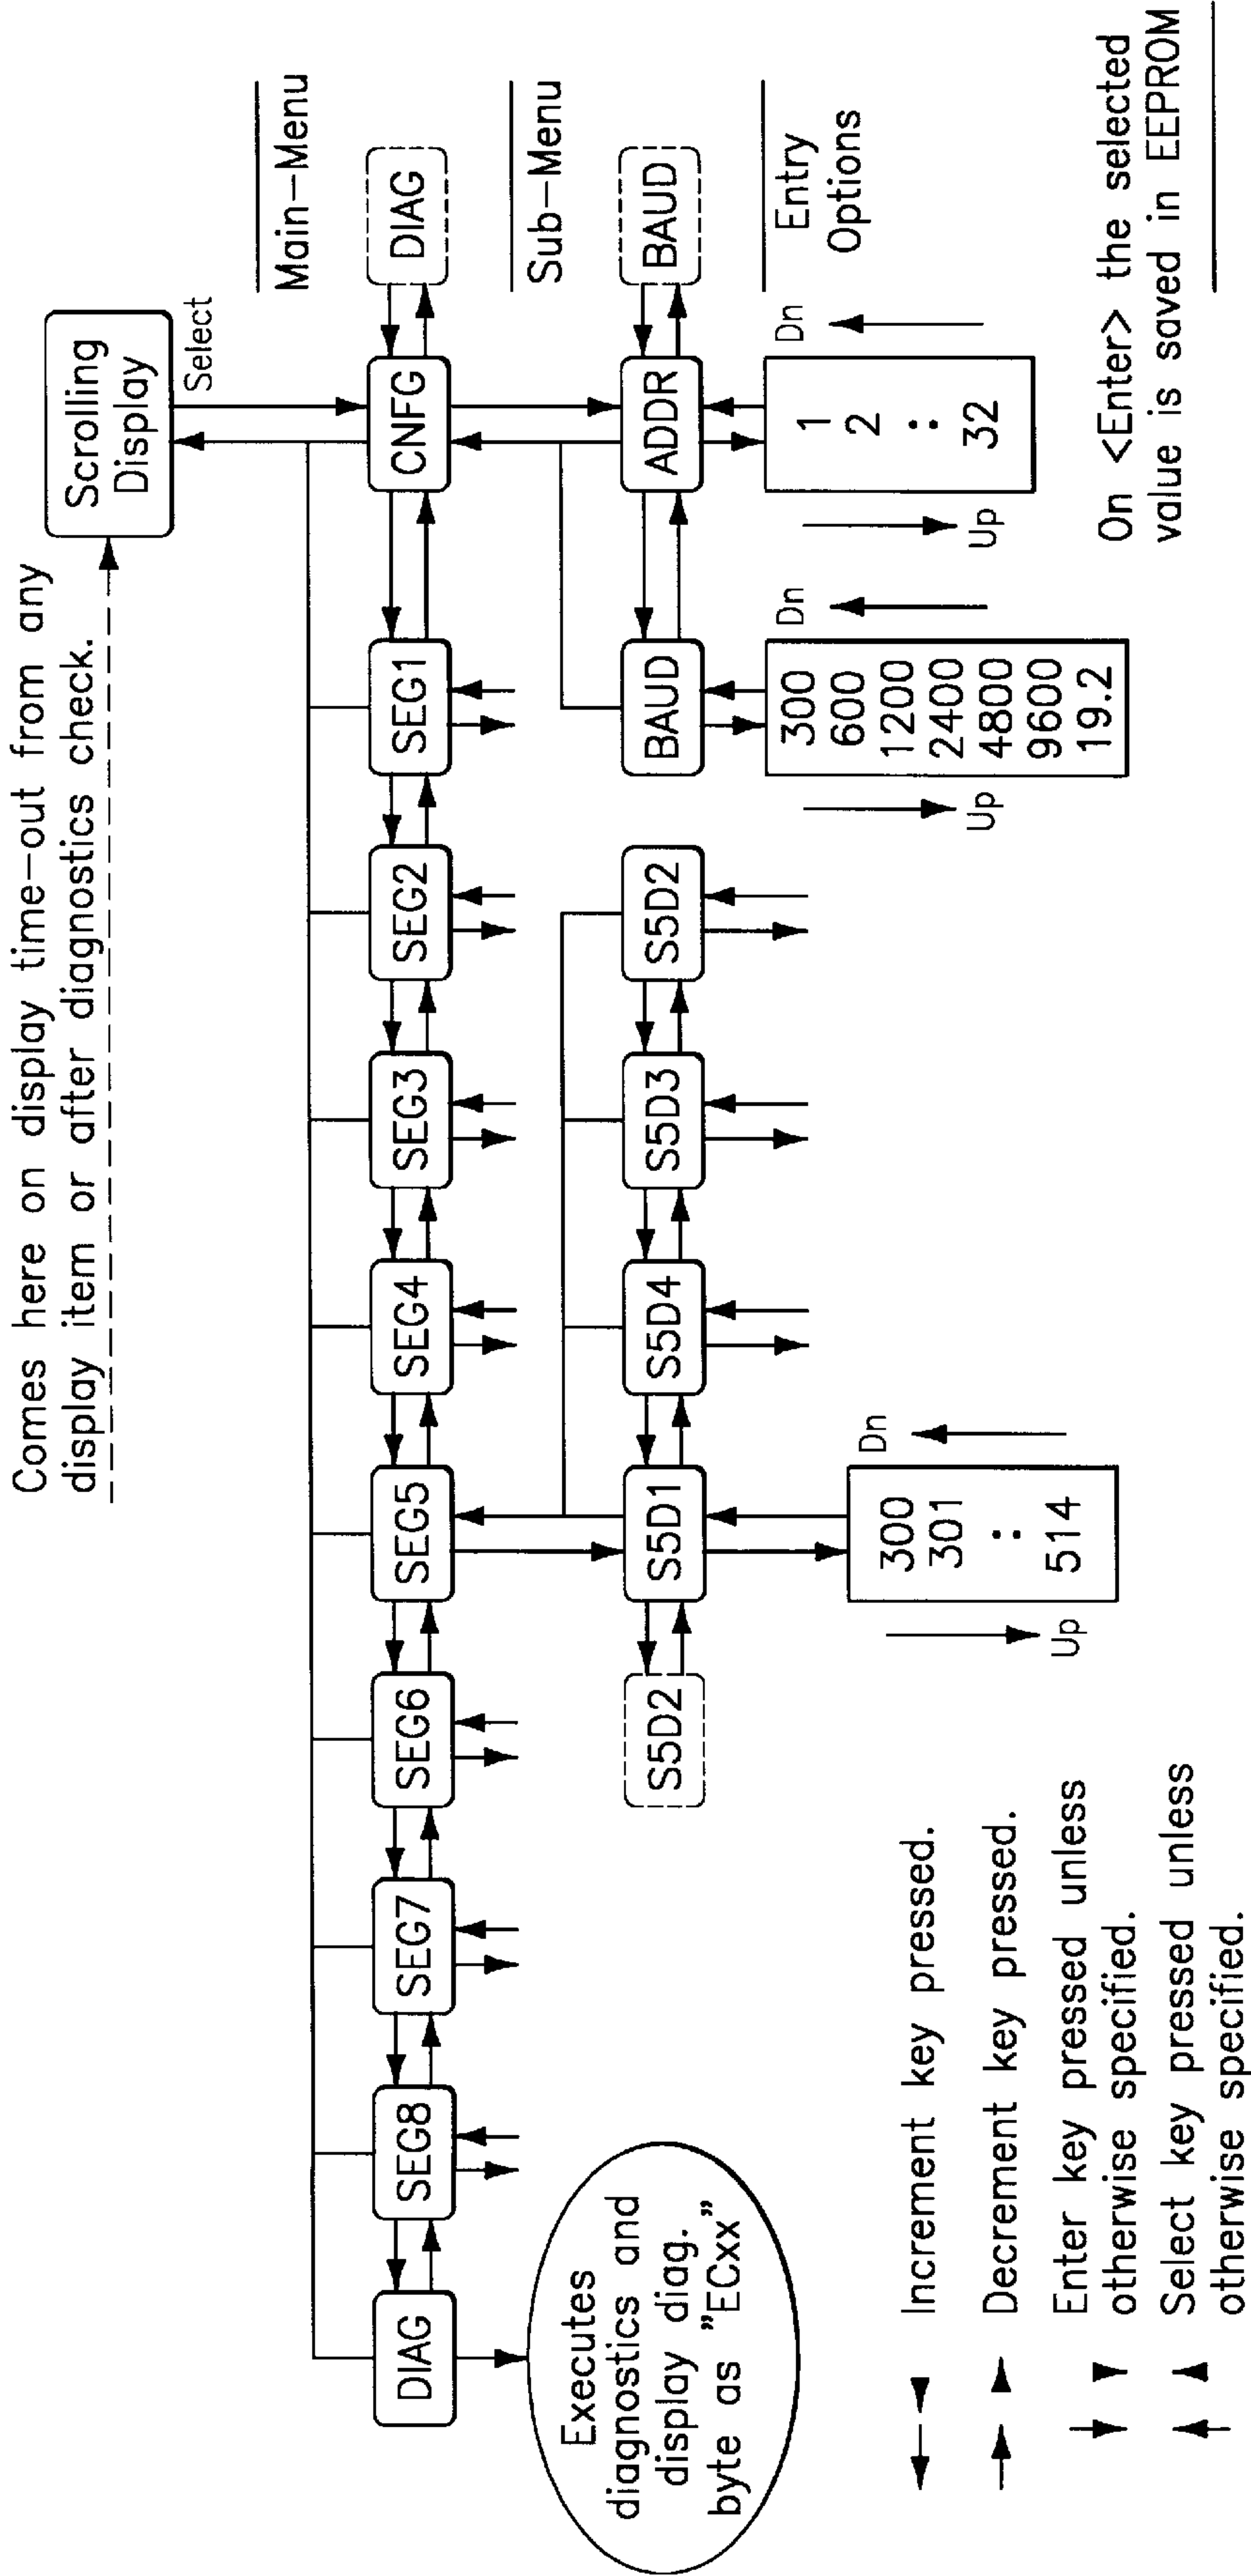 Comes here on display time-out from any
display item or after diagnostics check.
Scrolling
Display
Select
Main-Menu
DIAG
SEG8
SEG7
SEG6
SEG5
SEG4
SEG3
SEG2
SEG1
CNFG
DIAG
Sub-Menu
S5D2
S5D1
S5D4
S5D3
S5D2
BAUD
ADDR
BAUD
Entry
Options
Executes
diagnostics and
display diag.
byte as "ECxx"
Up
300
301
:
514
Dn
Up
300
600
1200
2400
4800
9600
19.2
Dn
Up
1
2
:
32
Dn
Increment key pressed.
Decrement key pressed.
Enter key pressed unless
otherwise specified.
Select key pressed unless
otherwise specified.
On <Enter> the selected
value is saved in EEPROM